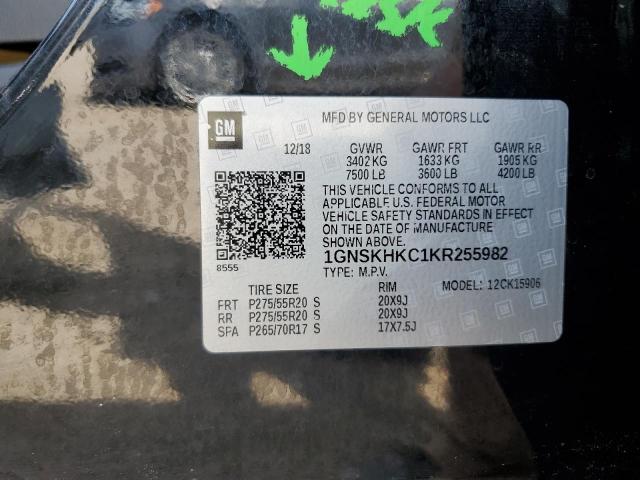 MFD BY GENERAL MOTORS LLC
GM
12/18 GVWR GAWR FRT GAWR RR
3402 KG 1633 KG 1905 KG
7500 LB 3600 LB 4200 LB
THIS VEHICLE CONFORMS TO ALL
APPLICABLE U.S. FEDERAL MOTOR
VEHICLE SAFETY STANDARDS IN EFFECT
ON THE DATE OF MANUFACTURE
SHOWN ABOVE.
1GNSKHKC1KR255982
8555 TYPE: M.P.V.
MODEL: 12CK15906
TIRE SIZE RIM
FRT P275/55R20 S 20X9J
RR P275/55R20 S 20X9J
SPA P265/70R17 S 17X7.5J